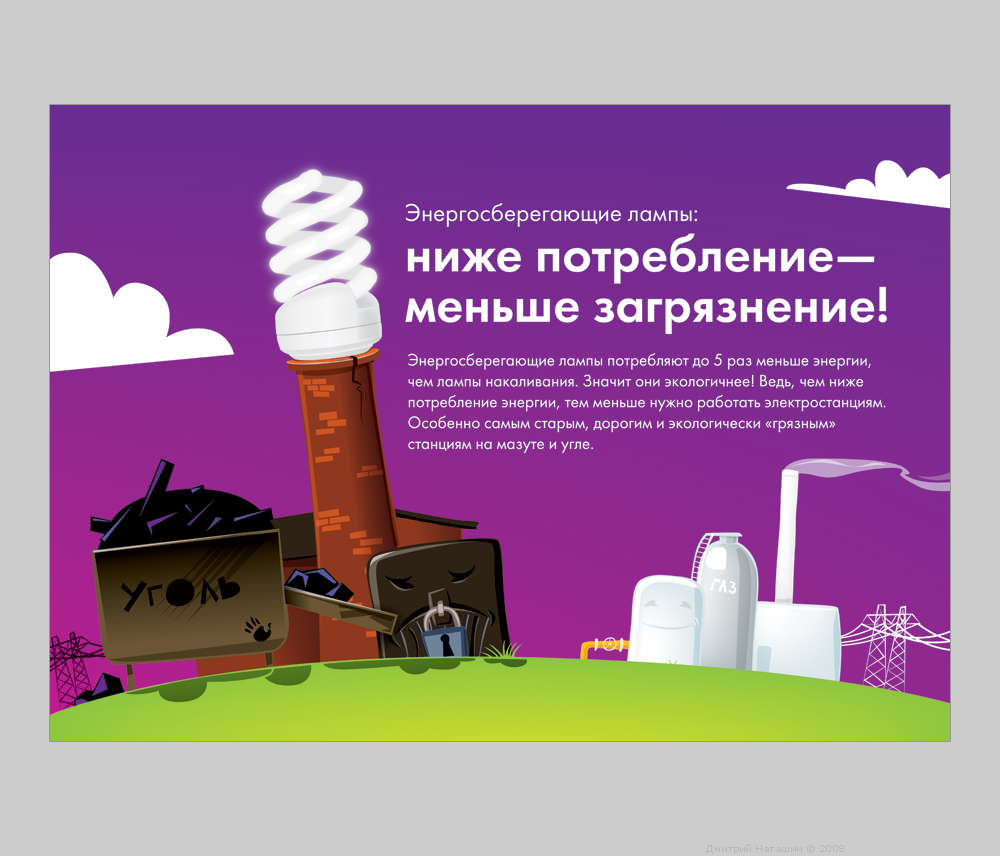 Энергосберегающие лампы:
ниже потребление—
меньше загрязнение!
Энергосберегающие лампы потребляют до 5 раз меньше энергии,
чем лампы накаливания. Значит они экологичнее! Ведь, чем ниже
потребление энергии, тем меньше нужно работать электростанциям.
Особенно самым старым, дорогим и экологически «грязным»
станциям на мазуте и угле.
УгОлЬ
ГАЗ
Дмитрий Наташин © 2008